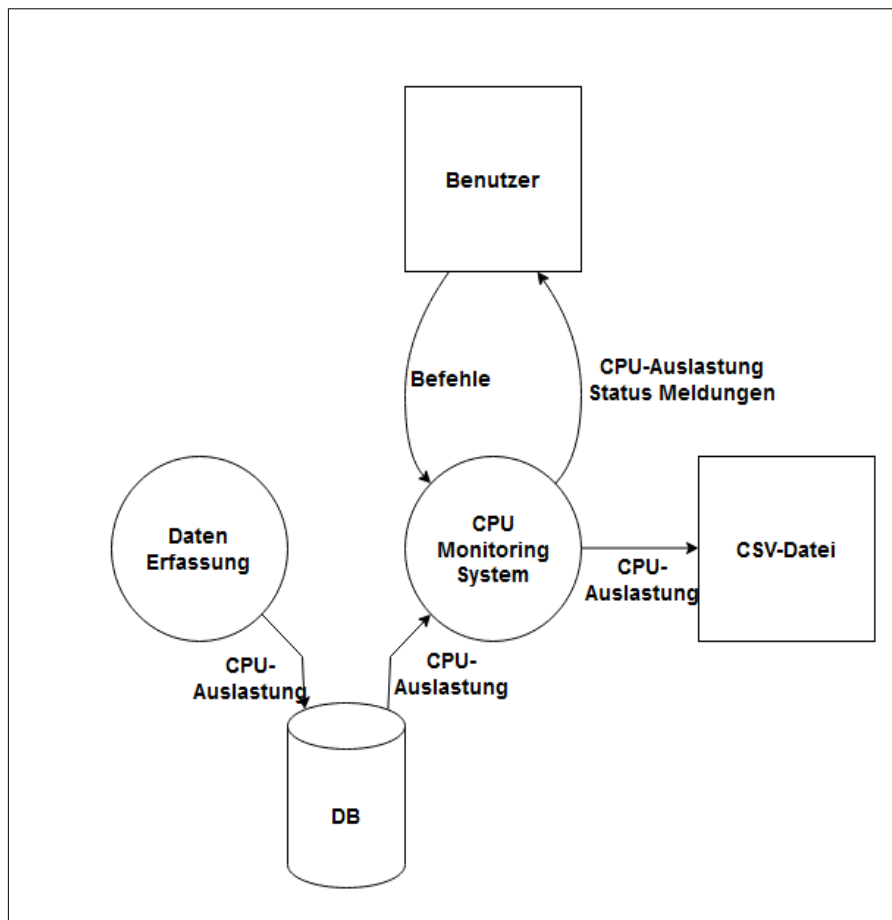 Benutzer
Befehle
CPU-Auslastung
Status Meldungen
Daten
Erfassung
CPU
Monitoring
System
CSV-Datei
CPU-
Auslastung
CPU-
Auslastung
CPU-
Auslastung
DB